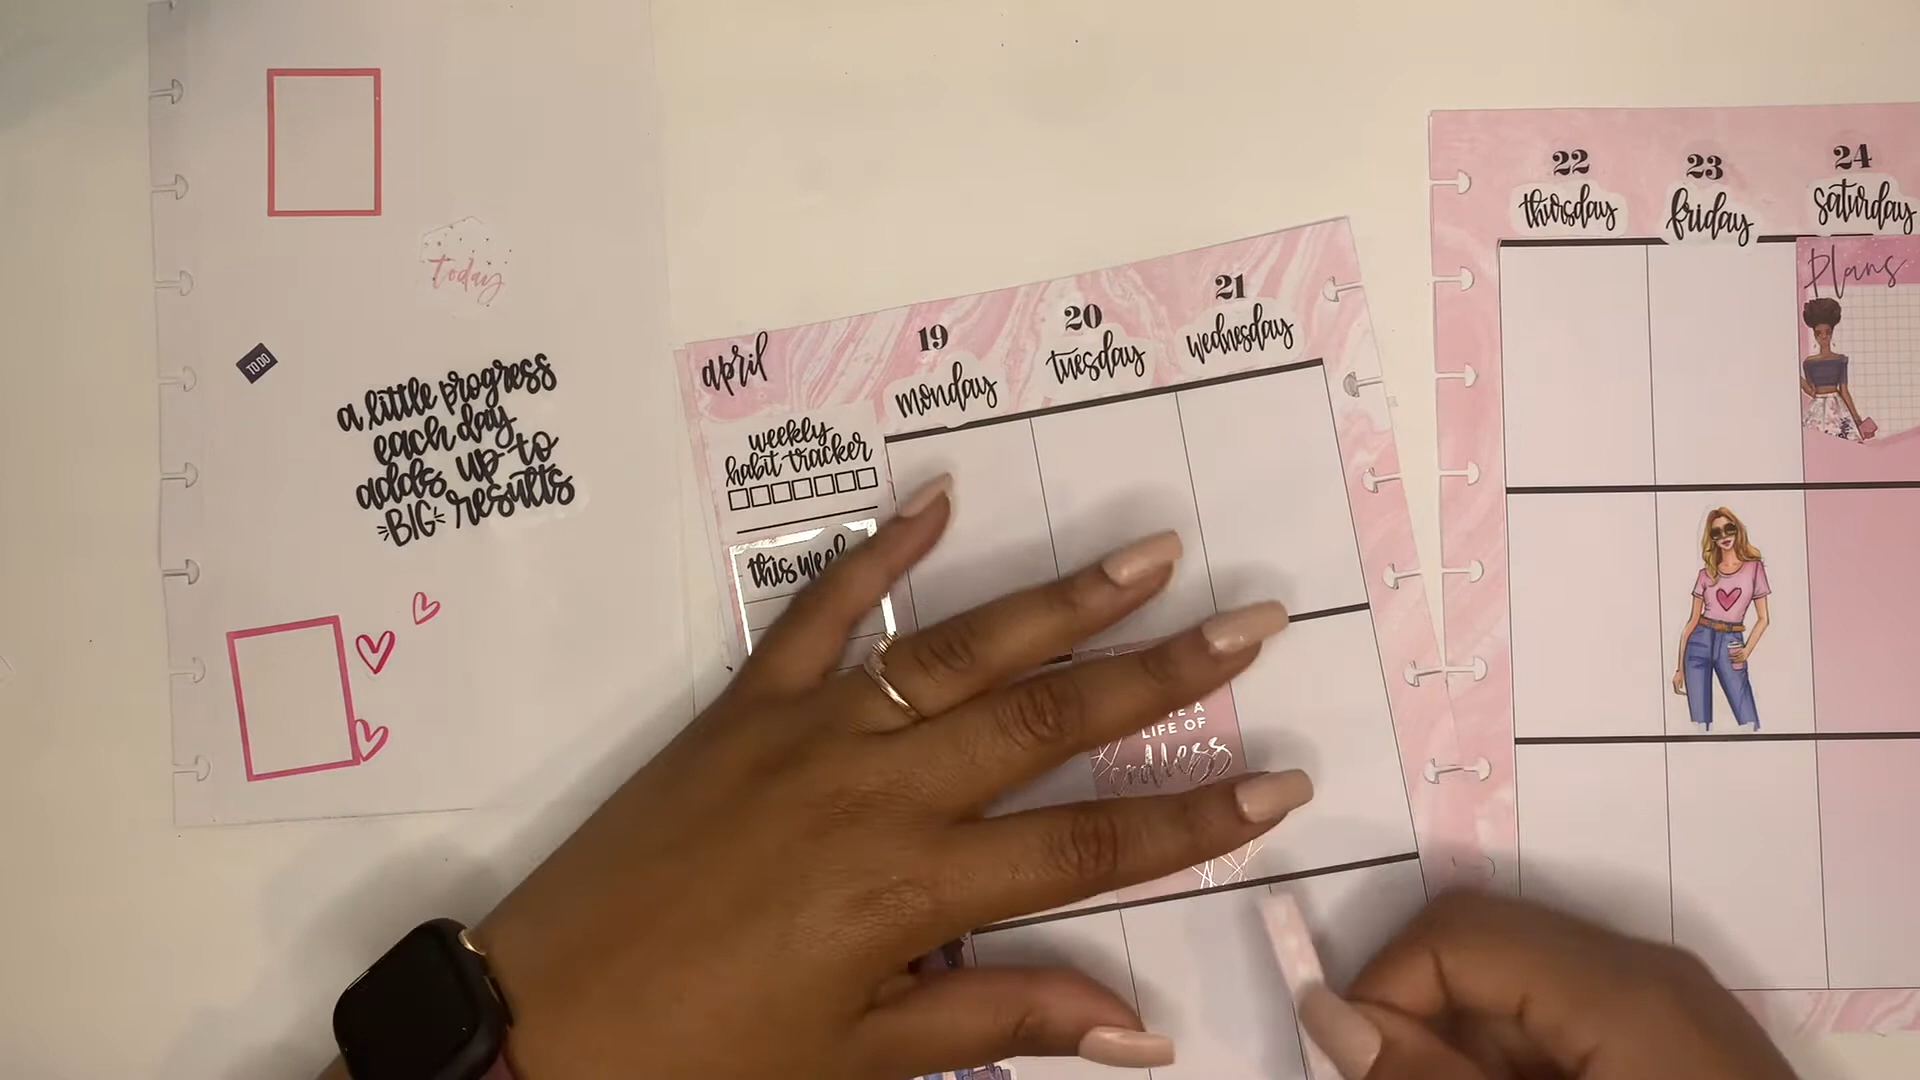 today
TO DO
a little progress
each day
adds up to
=BIG= results
april
19
monday
20
tuesday
21
wednesday
weekly
habit tracker
this week
LIFE OF
endless
22
thursday
23
friday
24
saturday
Plans